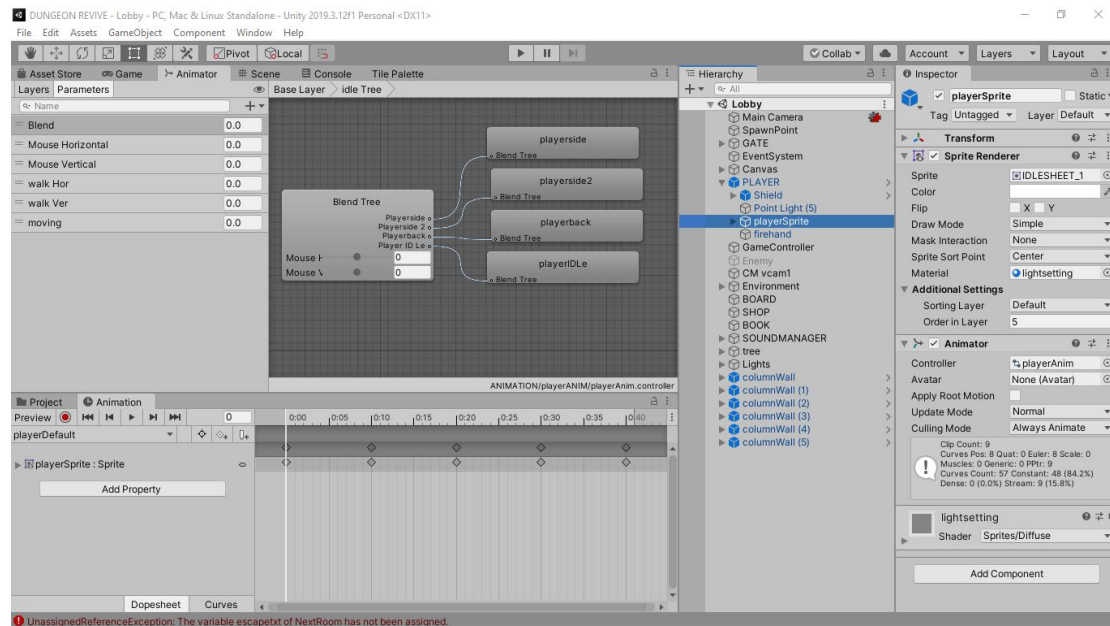 DUNGEON REVIVE - Lobby - PC, Mac & Linux Standalone - Unity 2019.3.12f1 Personal <DX11>
File Edit Assets GameObject Component Window Help
Pivot Local Collab Account Layers Layout
Asset Store Game Animator Scene Console Tile Palette
Layers Parameters Base Layer idle Tree
Name
Blend 0.0
Mouse Horizontal 0.0
Mouse Vertical 0.0
walk Hor 0.0
walk Ver 0.0
moving 0.0
Blend Tree
Playerside
Playerside 2
Playerback
Player ID Le
Mouse H 0
Mouse V 0
playerside
Blend Tree
playerside2
Blend Tree
playerback
Blend Tree
playerIDLe
Blend Tree
ANIMATION/playerANIM/playerAnim.controller
Project Animation
Preview 0 0:00 0:05 0:10 0:15 0:20 0:25 0:30 0:35 0:40
playerDefault
playerSprite : Sprite
Add Property
Dopesheet Curves
UnassignedReferenceException: The variable escapetxt of NextRoom has not been assigned.
Hierarchy
All
Lobby
Main Camera
SpawnPoint
GATE
EventSystem
Canvas
PLAYER
Shield
Point Light (5)
playerSprite
firehand
GameController
Enemy
CM vcam1
Environment
BOARD
SHOP
BOOK
SOUNDMANAGER
tree
Lights
columnWall
columnWall (1)
columnWall (2)
columnWall (3)
columnWall (4)
columnWall (5)
Inspector
playerSprite Static
Tag Untagged Layer Default
Transform
Sprite Renderer
Sprite IDLESHEET_1
Color
Flip X Y
Draw Mode Simple
Mask Interaction None
Sprite Sort Point Center
Material lightsetting
Additional Settings
Sorting Layer Default
Order in Layer 5
Animator
Controller playerAnim
Avatar None (Avatar)
Apply Root Motion
Update Mode Normal
Culling Mode Always Animate
Clip Count: 9
Curves Pos: 8 Quat: 0 Euler: 8 Scale: 0
Muscles: 0 Generic: 0 PPtr: 9
Curves Count: 57 Constant: 48 (84.2%)
Dense: 0 (0.0%) Stream: 9 (15.8%)
lightsetting
Shader Sprites/Diffuse
Add Component